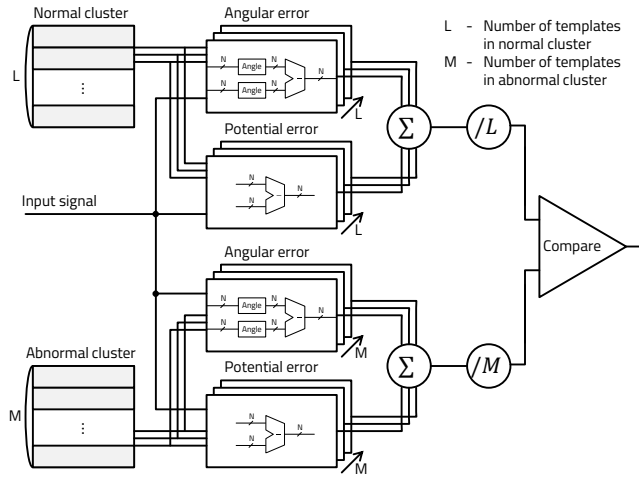 Normal cluster
Angular error
L - Number of templates
in normal cluster
M - Number of templates
in abnormal cluster
L
⋮
N Angle N
N
N Angle N
−
L
Σ
/L
Potential error
N
N
N
−
L
Input signal
Compare
Angular error
N Angle N
N
N Angle N
−
M
Σ
/M
Abnormal cluster
M
⋮
Potential error
N
N
N
−
M